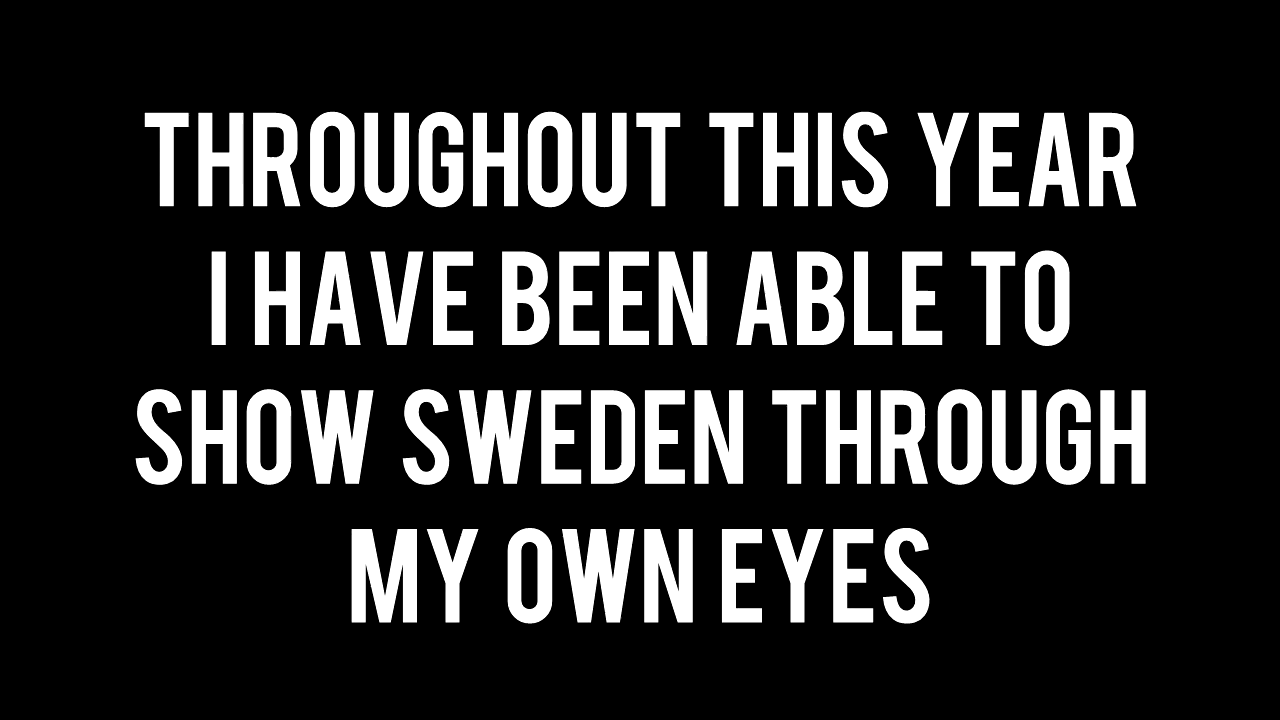 THROUGHOUT THIS YEAR
I HAVE BEEN ABLE TO
SHOW SWEDEN THROUGH
MY OWN EYES